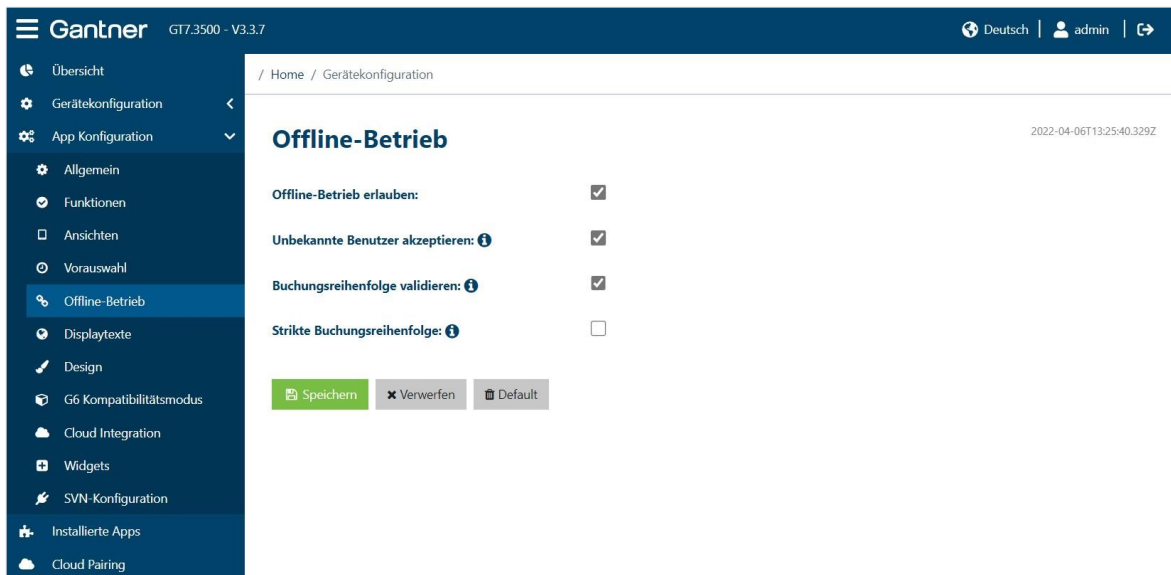 Gantner GT7.3500 - V3.3.7 Deutsch | admin |
Übersicht
/ Home / Gerätekonfiguration
Gerätekonfiguration
App Konfiguration
Offline-Betrieb
2022-04-06T13:25:40.329Z
Allgemein
Offline-Betrieb erlauben:
Funktionen
Ansichten
Unbekannte Benutzer akzeptieren:
Vorauswahl
Buchungsreihenfolge validieren:
Offline-Betrieb
Displaytexte
Strikte Buchungsreihenfolge:
Design
G6 Kompatibilitätsmodus
Speichern Verwerfen Default
Cloud Integration
Widgets
SVN-Konfiguration
Installierte Apps
Cloud Pairing